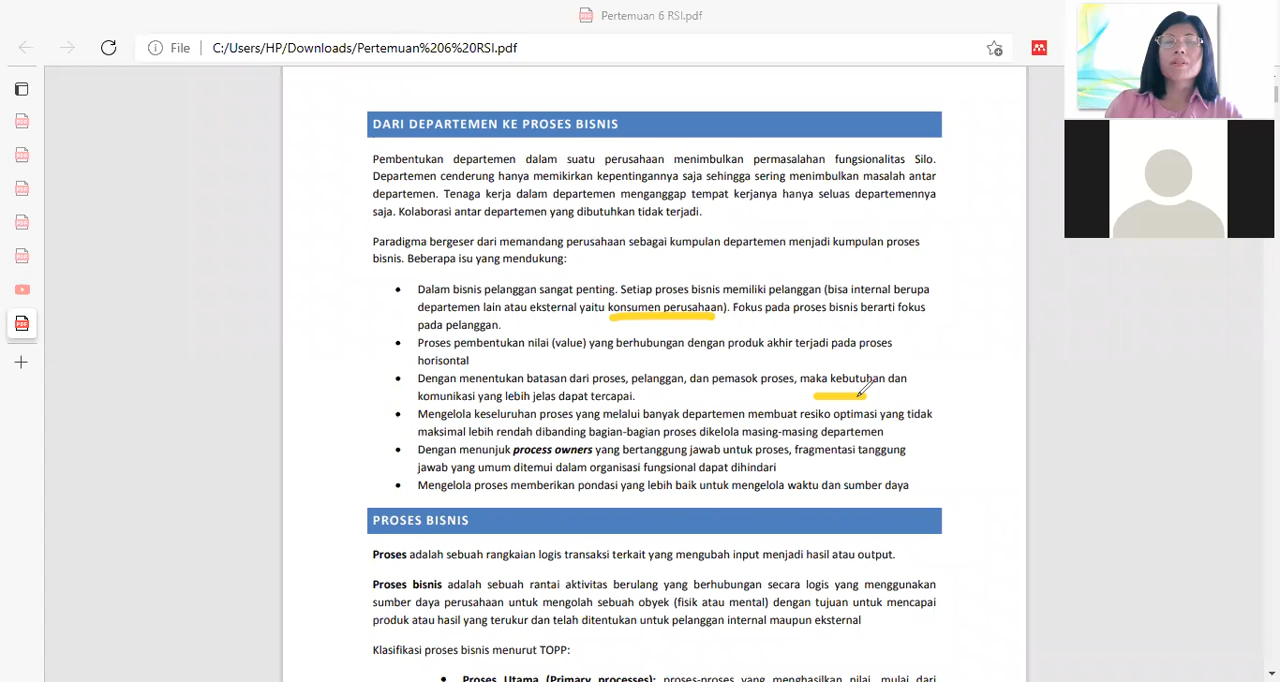 Pertemuan 6 RSI.pdf
File
C:/Users/HP/Downloads/Pertemuan%206%20RSI.pdf
DARI DEPARTEMEN KE PROSES BISNIS
Pembentukan departemen dalam suatu perusahaan menimbulkan permasalahan fungsionalitas Silo.
Departemen cenderung hanya memikirkan kepentingannya saja sehingga sering menimbulkan masalah antar
departemen. Tenaga kerja dalam departemen menganggap tempat kerjanya hanya seluas departemennya
saja. Kolaborasi antar departemen yang dibutuhkan tidak terjadi.
Paradigma bergeser dari memandang perusahaan sebagai kumpulan departemen menjadi kumpulan proses
bisnis. Beberapa isu yang mendukung:
• Dalam bisnis pelanggan sangat penting. Setiap proses bisnis memiliki pelanggan (bisa internal berupa
departemen lain atau eksternal yaitu konsumen perusahaan). Fokus pada proses bisnis berarti fokus
pada pelanggan.
• Proses pembentukan nilai (value) yang berhubungan dengan produk akhir terjadi pada proses
horisontal
• Dengan menentukan batasan dari proses, pelanggan, dan pemasok proses, maka kebutuhan dan
komunikasi yang lebih jelas dapat tercapai.
• Mengelola keseluruhan proses yang melalui banyak departemen membuat resiko optimasi yang tidak
maksimal lebih rendah dibanding bagian-bagian proses dikelola masing-masing departemen
• Dengan menunjuk process owners yang bertanggung jawab untuk proses, fragmentasi tanggung
jawab yang umum ditemui dalam organisasi fungsional dapat dihindari
• Mengelola proses memberikan pondasi yang lebih baik untuk mengelola waktu dan sumber daya
PROSES BISNIS
Proses adalah sebuah rangkaian logis transaksi terkait yang mengubah input menjadi hasil atau output.
Proses bisnis adalah sebuah rantai aktivitas berulang yang berhubungan secara logis yang menggunakan
sumber daya perusahaan untuk mengolah sebuah obyek (fisik atau mental) dengan tujuan untuk mencapai
produk atau hasil yang terukur dan telah ditentukan untuk pelanggan internal maupun eksternal
Klasifikasi proses bisnis menurut TOPP:
• Proses Utama (Primary processes): proses-proses yang menghasilkan nilai, mulai dari